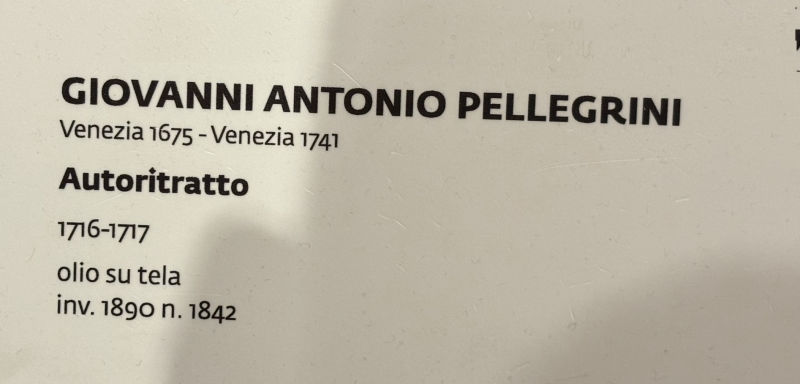 GIOVANNI ANTONIO PELLEGRINI
Venezia 1675 - Venezia 1741
Autoritratto
1716-1717
olio su tela
inv. 1890 n. 1842